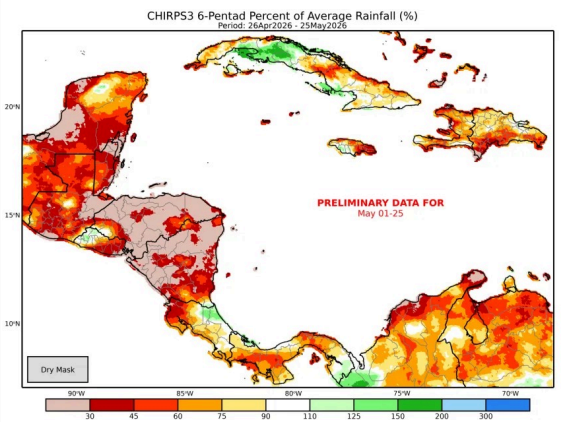 CHIRPS3 6-Pentad Percent of Average Rainfall (%)
Period: 26Apr2026 - 25May2026
20°N
15°N
10°N
PRELIMINARY DATA FOR
May 01-25
Dry Mask
90°W 85°W 80°W 75°W 70°W
30 45 60 75 90 110 125 150 200 300